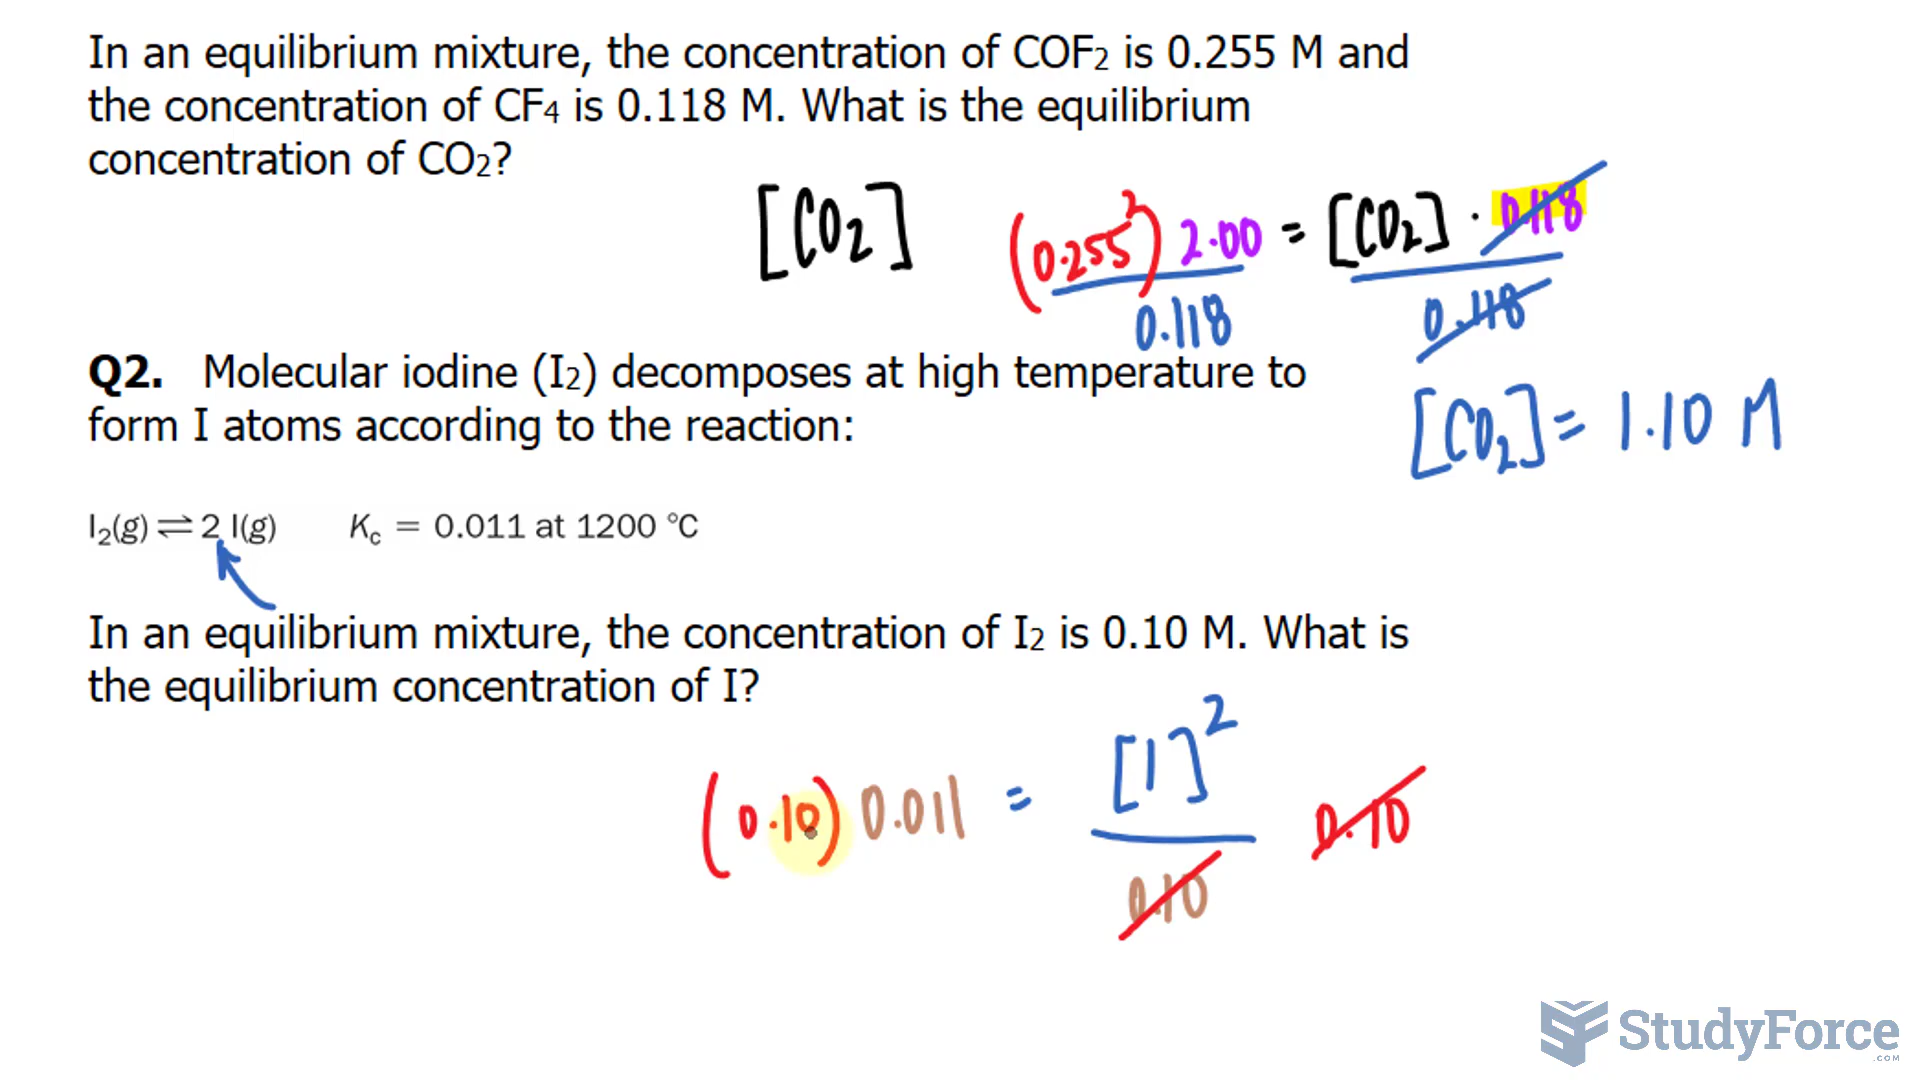 In an equilibrium mixture, the concentration of COF₂ is 0.255 M and
the concentration of CF₄ is 0.118 M. What is the equilibrium
concentration of CO₂?
[CO₂]
(0.255²) 2.00 = [CO₂] · 0.118
0.118 0.118
Q2. Molecular iodine (I₂) decomposes at high temperature to
form I atoms according to the reaction:
[CO₂] = 1.10 M
I₂(g) ⇌ 2 I(g) Kc = 0.011 at 1200 °C
In an equilibrium mixture, the concentration of I₂ is 0.10 M. What is
the equilibrium concentration of I?
(0.10) 0.011 = [I]² 0.10
0.10
StudyForce
.COM